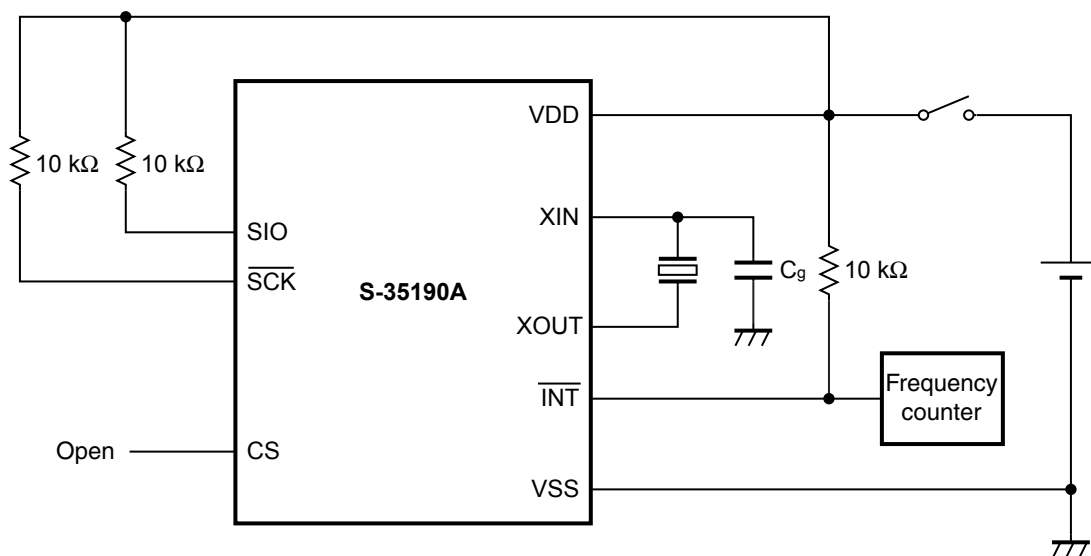 VDD
10 kΩ
10 kΩ
SIO
SCK
XIN
Cg
10 kΩ
S-35190A
XOUT
INT
Frequency
counter
Open
CS
VSS